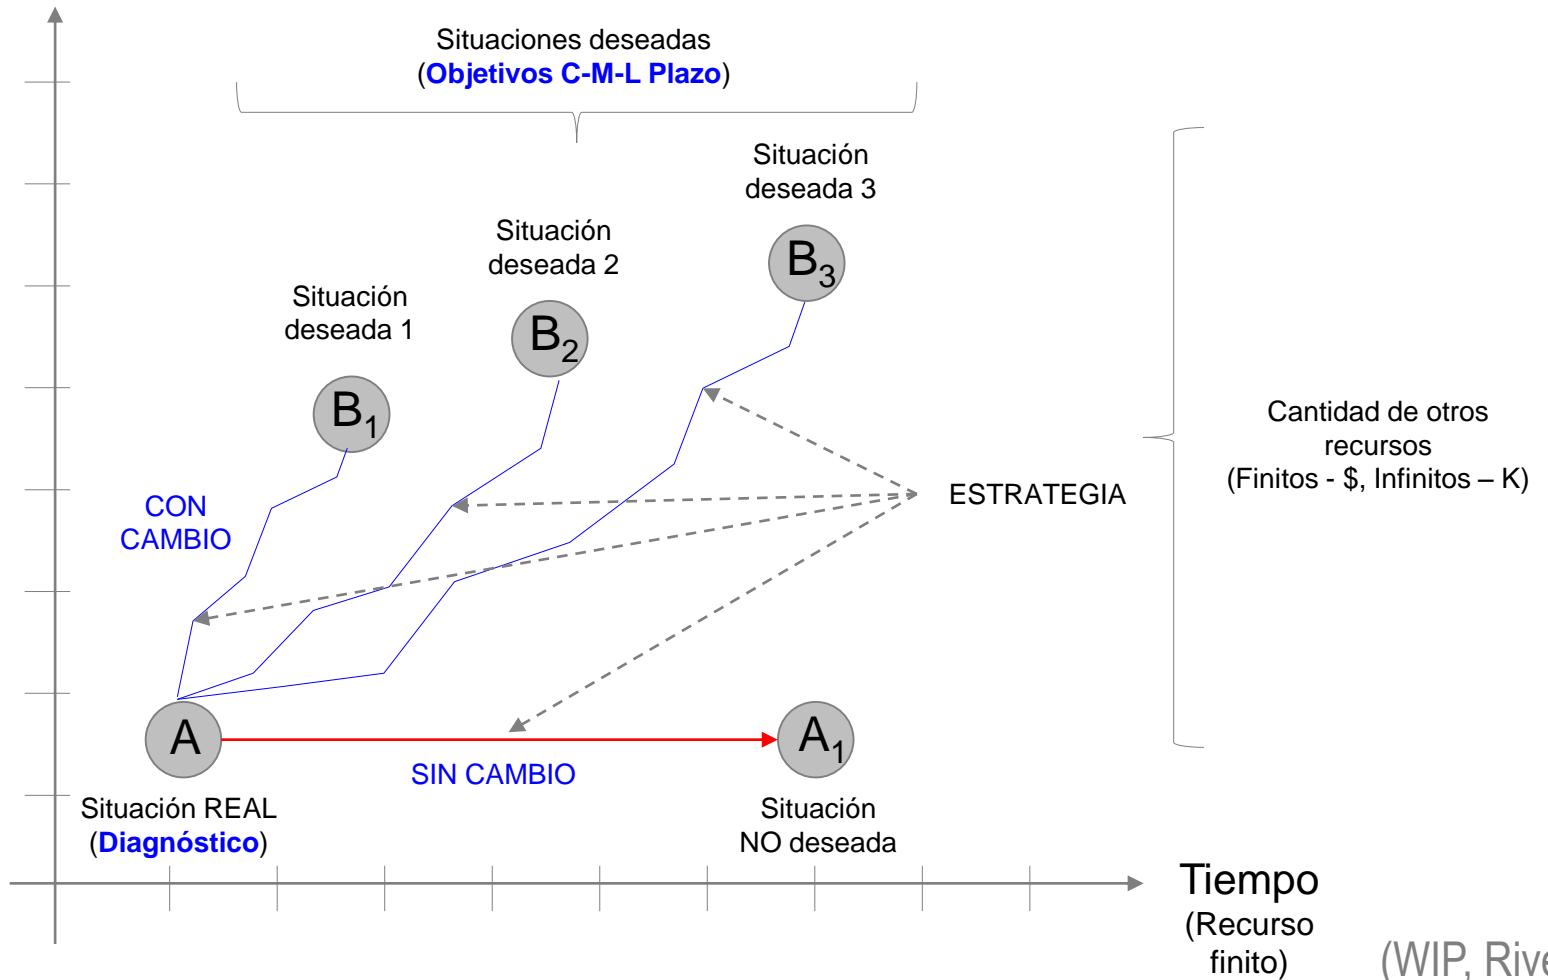 Situaciones deseadas
(Objetivos C-M-L Plazo)
Situación
deseada 3
B3
Situación
deseada 2
B2
Situación
deseada 1
B1
CON
CAMBIO
ESTRATEGIA
Cantidad de otros
recursos
(Finitos - $, Infinitos – K)
A
SIN CAMBIO
A1
Situación REAL
(Diagnóstico)
Situación
NO deseada
Tiempo
(Recurso
finito)
(WIP,